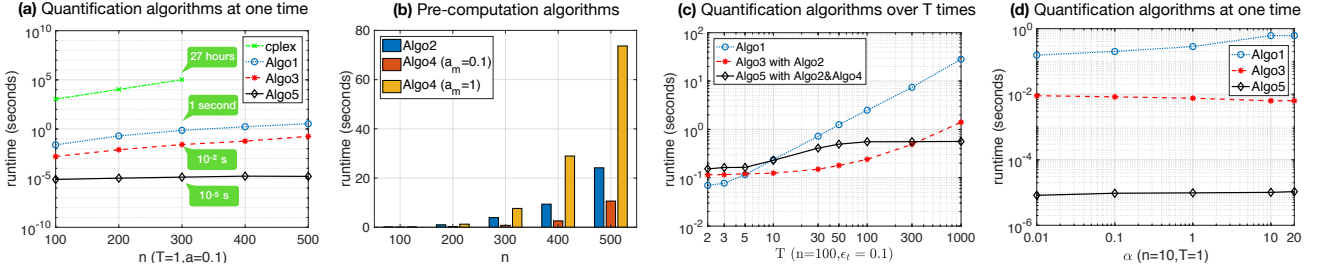 (a) Quantification algorithms at one time
runtime (seconds)
10^10
10^5
10^0
10^-5
10^-10
27 hours
1 second
10^-2 s
10^-5 s
cplex
Algo1
Algo3
Algo5
100 200 300 400 500
n (T=1,a=0.1)
(b) Pre-computation algorithms
runtime (seconds)
80
60
40
20
0
Algo2
Algo4 (a_m=0.1)
Algo4 (a_m=1)
100 200 300 400 500
n
(c) Quantification algorithms over T times
runtime (seconds)
10^2
10^1
10^0
10^-1
10^-2
Algo1
Algo3 with Algo2
Algo5 with Algo2&Algo4
2 3 5 10 30 50 100 300 1000
T (n=100,ϵ_t = 0.1)
(d) Quantification algorithms at one time
runtime (seconds)
10^0
10^-2
10^-4
10^-6
Algo1
Algo3
Algo5
0.01 0.1 1 10 20
α (n=10,T=1)